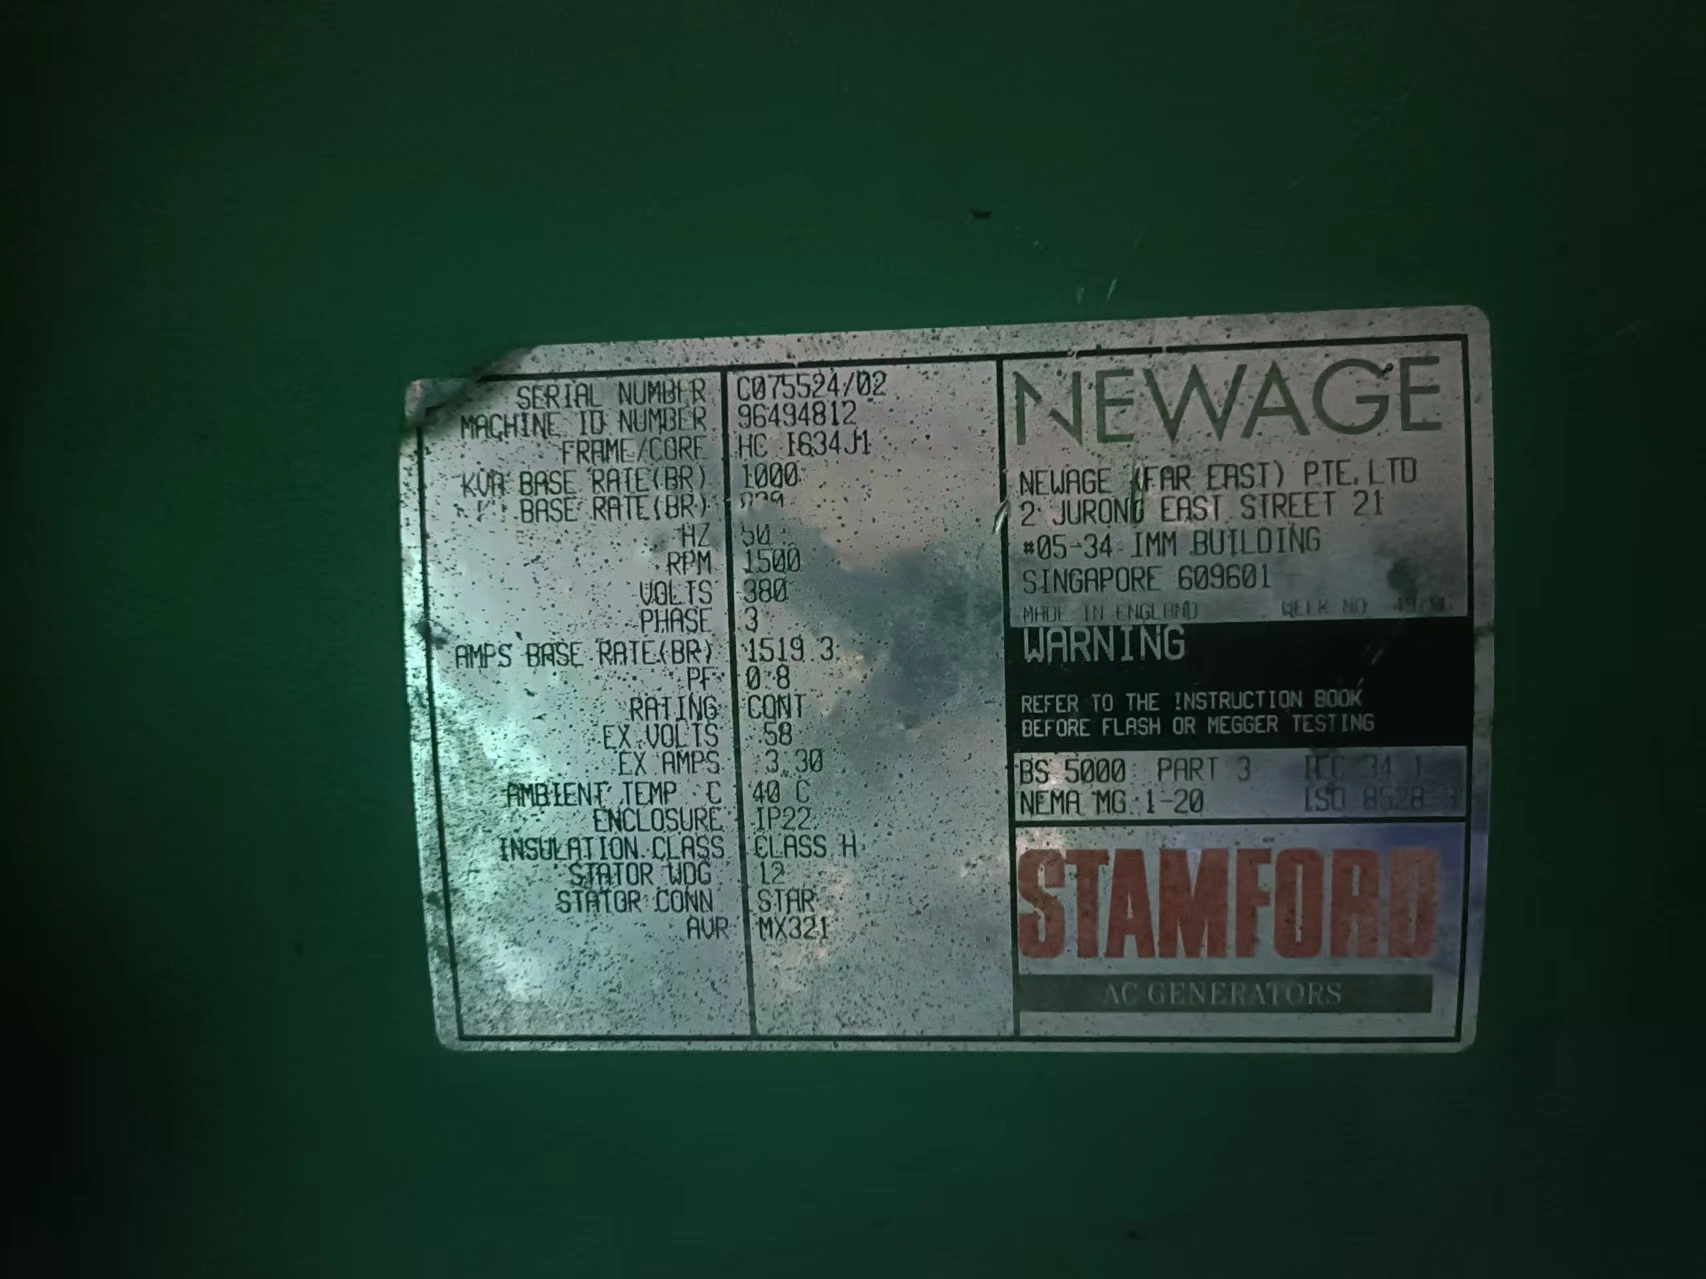 SERIAL NUMBER C075524/02
MACHINE ID NUMBER 96494812
FRAME/CORE HC I634J1
KVA BASE RATE(BR) 1000
BASE RATE(BR)
HZ 50
RPM 1500
VOLTS 380
PHASE 3
AMPS BASE RATE(BR) 1519.3
PF 0.8
RATING CONT
EX VOLTS 58
EX AMPS 3.30
AMBIENT TEMP C 40 C
ENCLOSURE IP22
INSULATION CLASS CLASS H
STATOR WDG 12
STATOR CONN STAR
AVR MX321
NEWAGE
NEWAGE (FAR EAST) PTE. LTD
2 JURONG EAST STREET 21
#05-34 IMM BUILDING
SINGAPORE 609601
MADE IN ENGLAND WEEK NO
WARNING
REFER TO THE INSTRUCTION BOOK
BEFORE FLASH OR MEGGER TESTING
BS 5000 PART 3 IEC 34 1
NEMA MG 1-20 ISO 8528
STAMFORD
AC GENERATORS